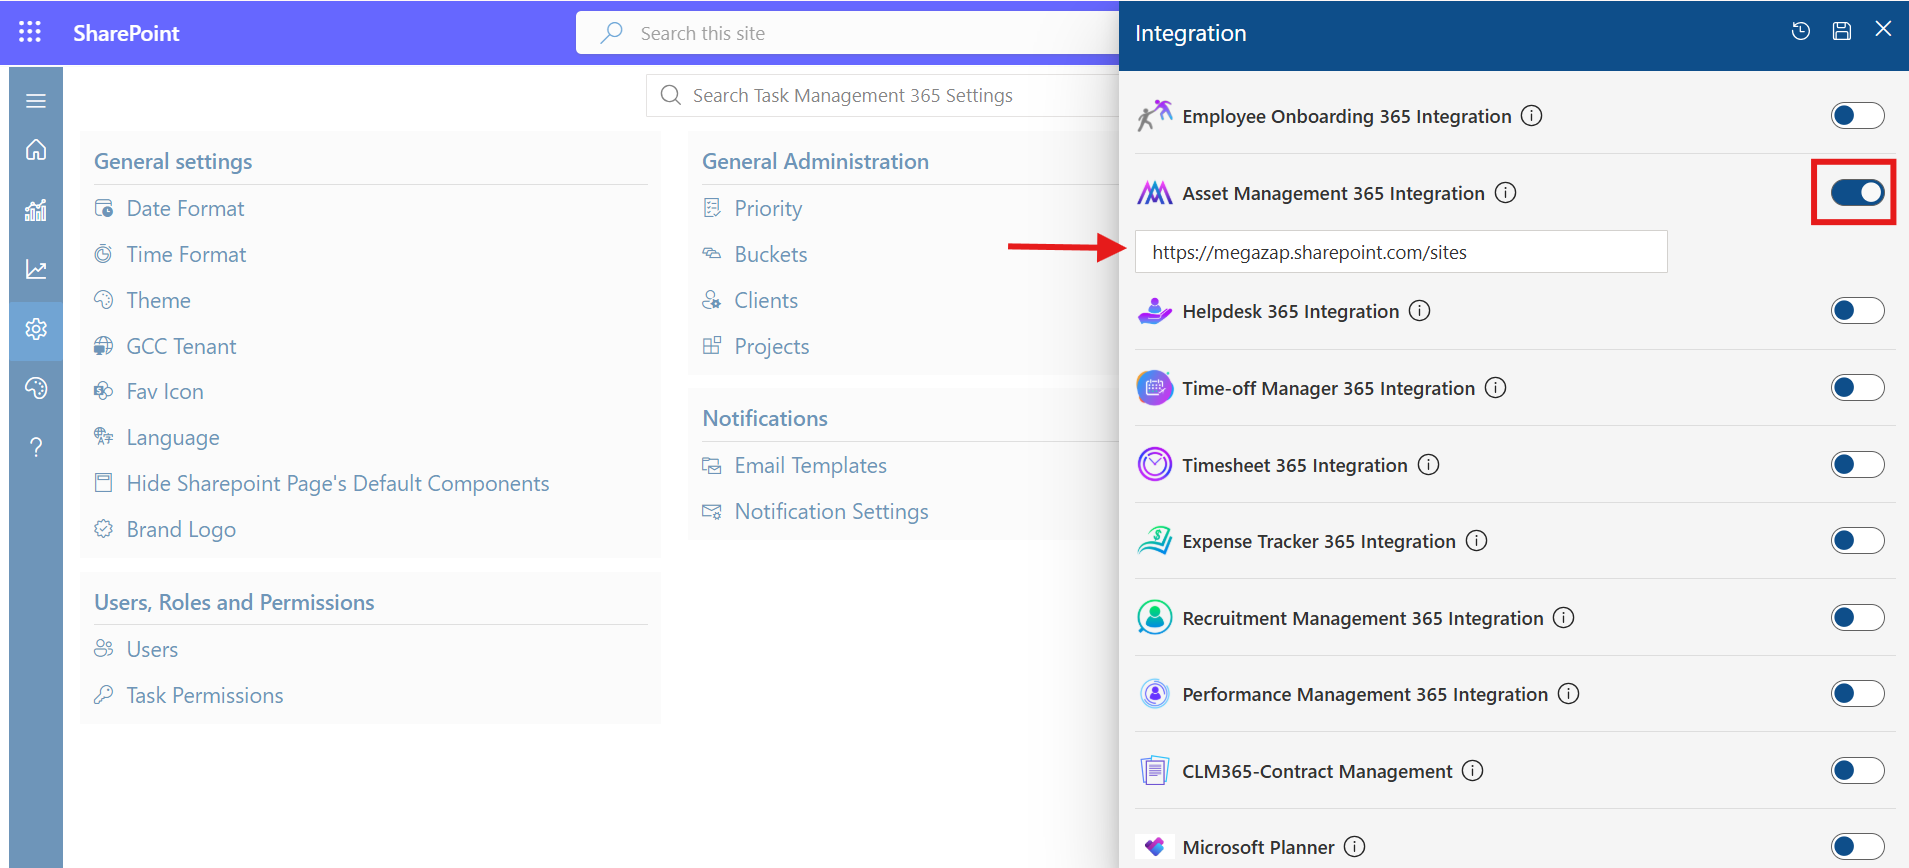 SharePoint
Search this site
Search Task Management 365 Settings
General settings
Date Format
Time Format
Theme
GCC Tenant
Fav Icon
Language
Hide Sharepoint Page's Default Components
Brand Logo
Users, Roles and Permissions
Users
Task Permissions
General Administration
Priority
Buckets
Clients
Projects
Notifications
Email Templates
Notification Settings
Integration
Employee Onboarding 365 Integration
Asset Management 365 Integration
https://megazap.sharepoint.com/sites
Helpdesk 365 Integration
Time-off Manager 365 Integration
Timesheet 365 Integration
Expense Tracker 365 Integration
Recruitment Management 365 Integration
Performance Management 365 Integration
CLM365-Contract Management
Microsoft Planner